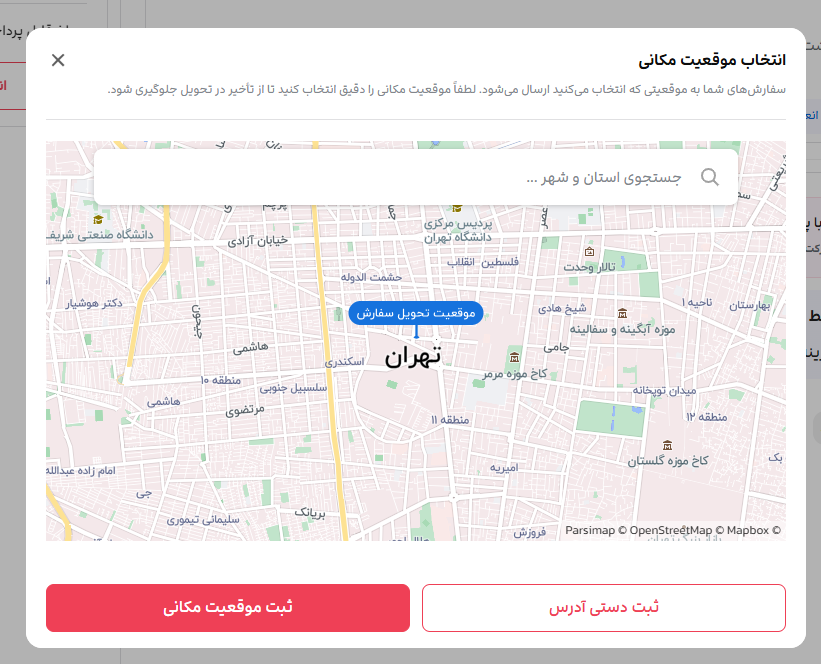 انتخاب موقعیت مکانی
سفارش‌های شما به موقعیتی که انتخاب می‌کنید ارسال می‌شود. لطفاً موقعیت مکانی را دقیق انتخاب کنید تا از تأخیر در تحویل جلوگیری شود.
جستجوی استان و شهر ...
دانشگاه صنعتی شریف
خیابان آزادی
پردیس مرکزی
دانشگاه تهران
فلسطین انقلاب
تالار وحدت
حشمت الدوله
دکتر هوشیار
جیحون
موقعیت تحویل سفارش
شیخ هادی
ناحیه ۱
بهارستان
موزه آبگینه و سفالینه
هاشمی
تهران
جامی
اسکندری
کاخ موزه مرمر
منطقه ۱۰
سلسبیل جنوبی
میدان توپخانه
هاشمی
مرتضوی
منطقه ۱۱
منطقه ۱۲
امام زاده عبدالله
امیریه
کاخ موزه گلستان
جی
سلیمانی تیموری
بریانک
فروزش
Parsimap © OpenStreetMap © Mapbox ©
ثبت دستی آدرس
ثبت موقعیت مکانی